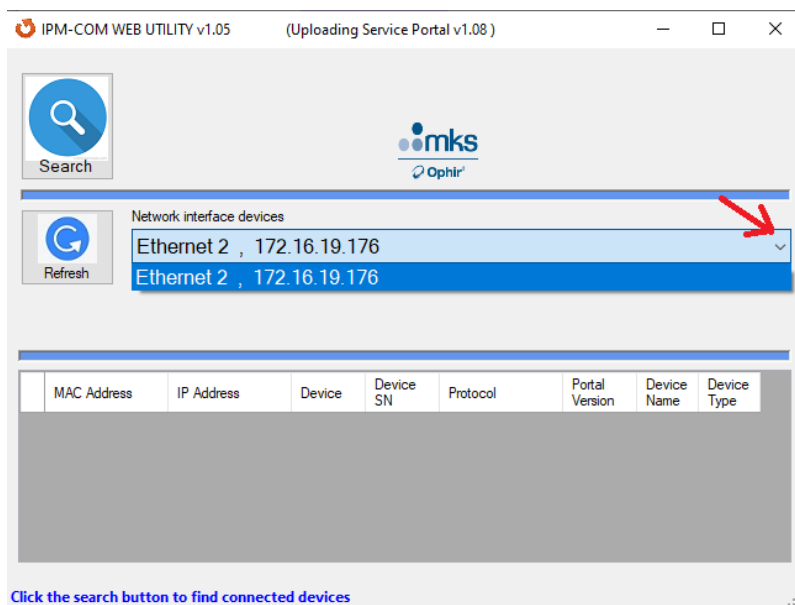 IPM-COM WEB UTILITY v1.05 (Uploading Service Portal v1.08 )
Search
mks
Ophir
Network interface devices
Refresh
Ethernet 2 , 172.16.19.176
Ethernet 2 , 172.16.19.176
MAC Address IP Address Device Device SN Protocol Portal Version Device Name Device Type
Click the search button to find connected devices